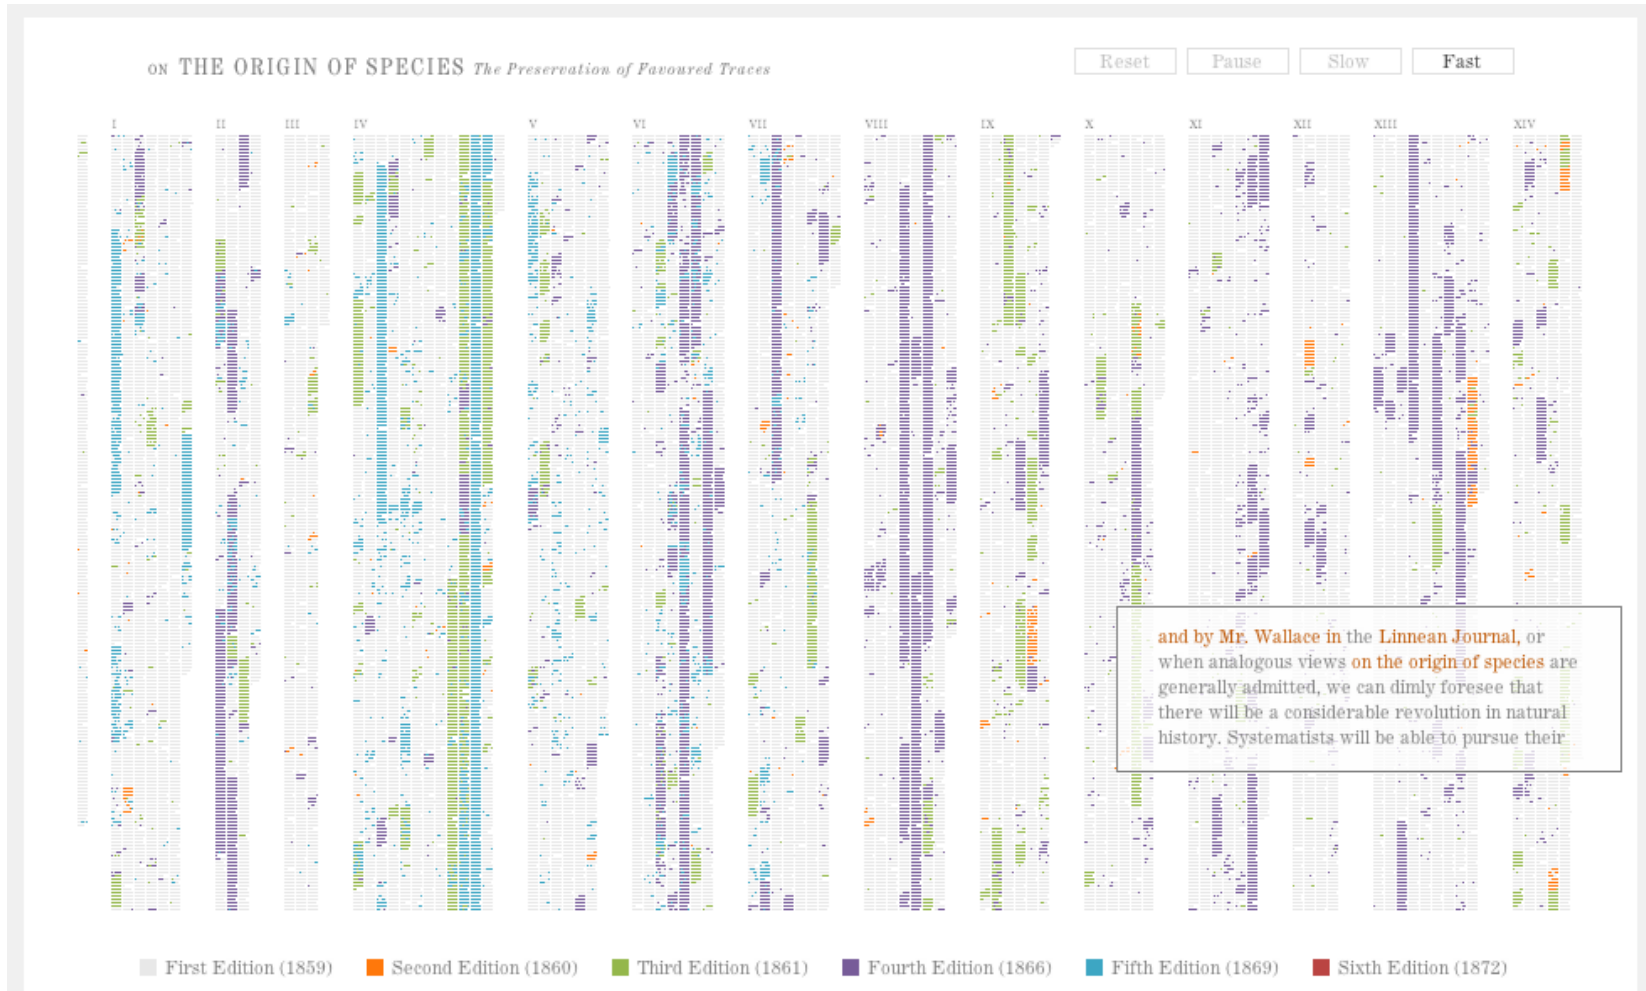 ON THE ORIGIN OF SPECIES The Preservation of Favoured Traces
Reset Pause Slow Fast
I II III IV V VI VII VIII IX X XI XII XIII XIV
and by Mr. Wallace in the Linnean Journal, or
when analogous views on the origin of species are
generally admitted, we can dimly foresee that
there will be a considerable revolution in natural
history. Systematists will be able to pursue their
First Edition (1859) Second Edition (1860) Third Edition (1861) Fourth Edition (1866) Fifth Edition (1869) Sixth Edition (1872)